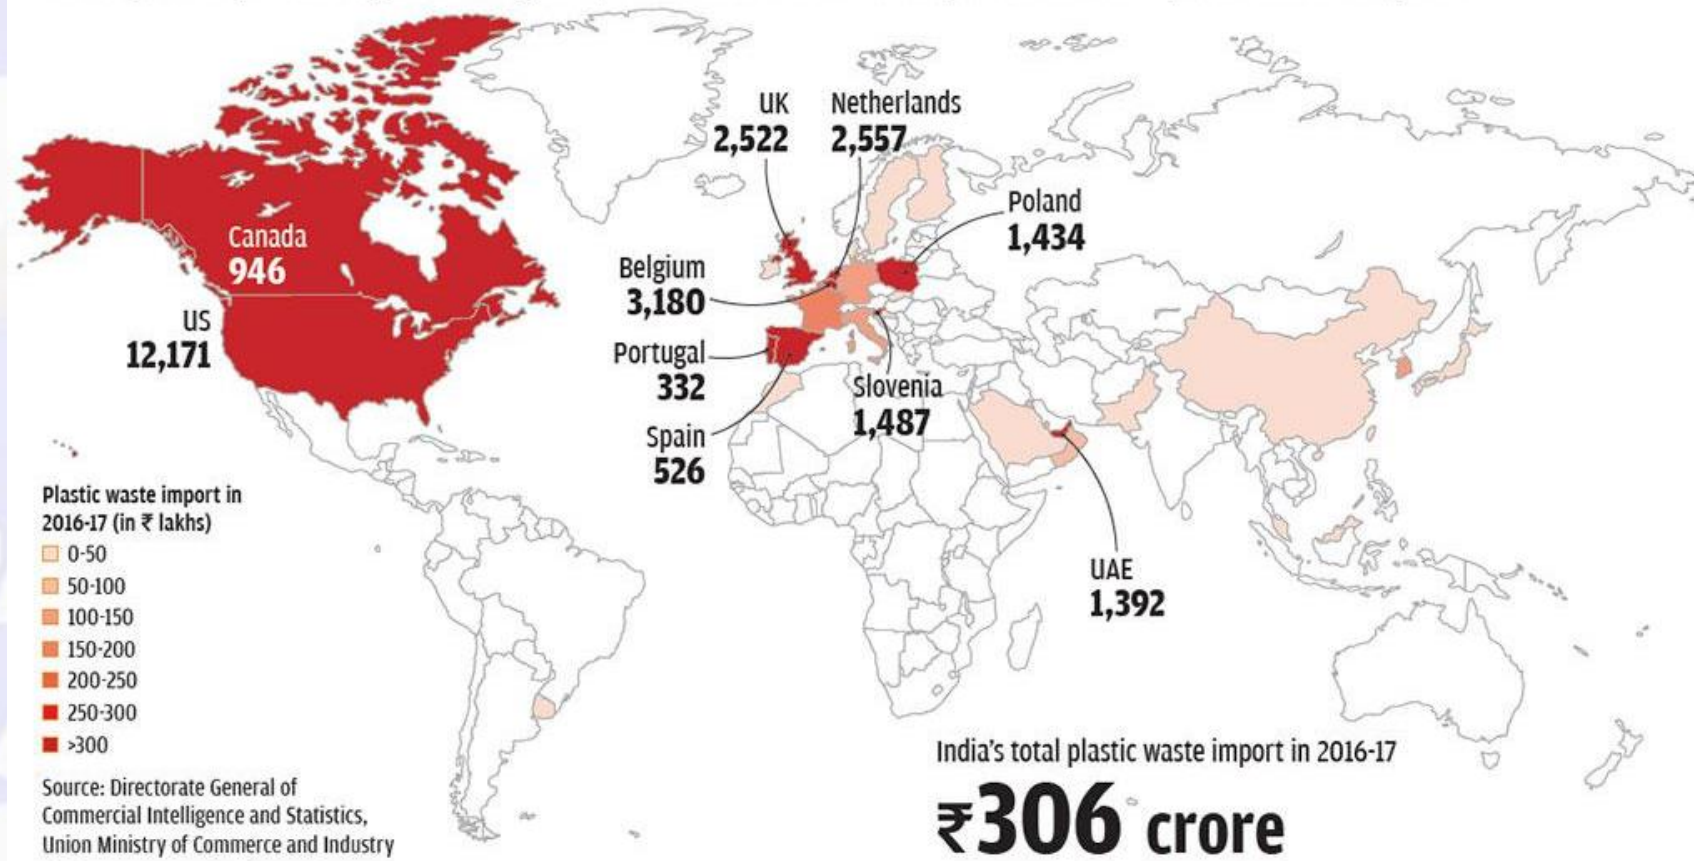 UK
2,522
Netherlands
2,557
Poland
1,434
Canada
946
Belgium
3,180
US
12,171
Portugal
332
Slovenia
1,487
Spain
526
UAE
1,392
Plastic waste import in
2016-17 (in ₹ lakhs)
0-50
50-100
100-150
150-200
200-250
250-300
>300
Source: Directorate General of
Commercial Intelligence and Statistics,
Union Ministry of Commerce and Industry
India's total plastic waste import in 2016-17
₹306 crore